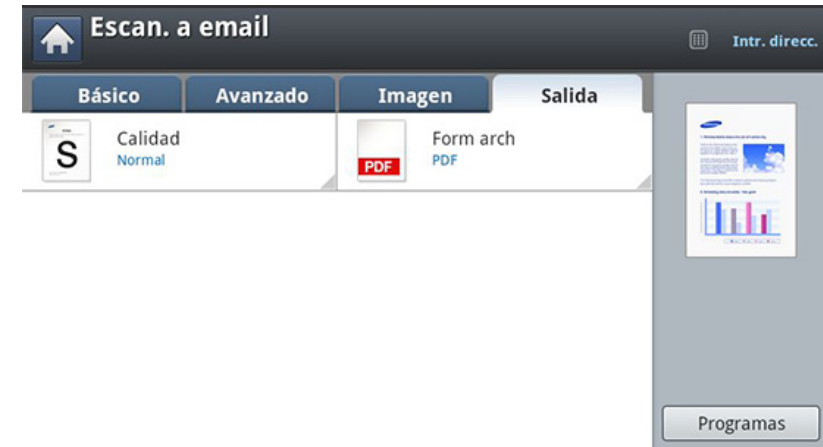 Escan. a email
Intr. direcc.
Básico
Avanzado
Imagen
Salida
S
Calidad
Normal
PDF
Form arch
PDF
Programas